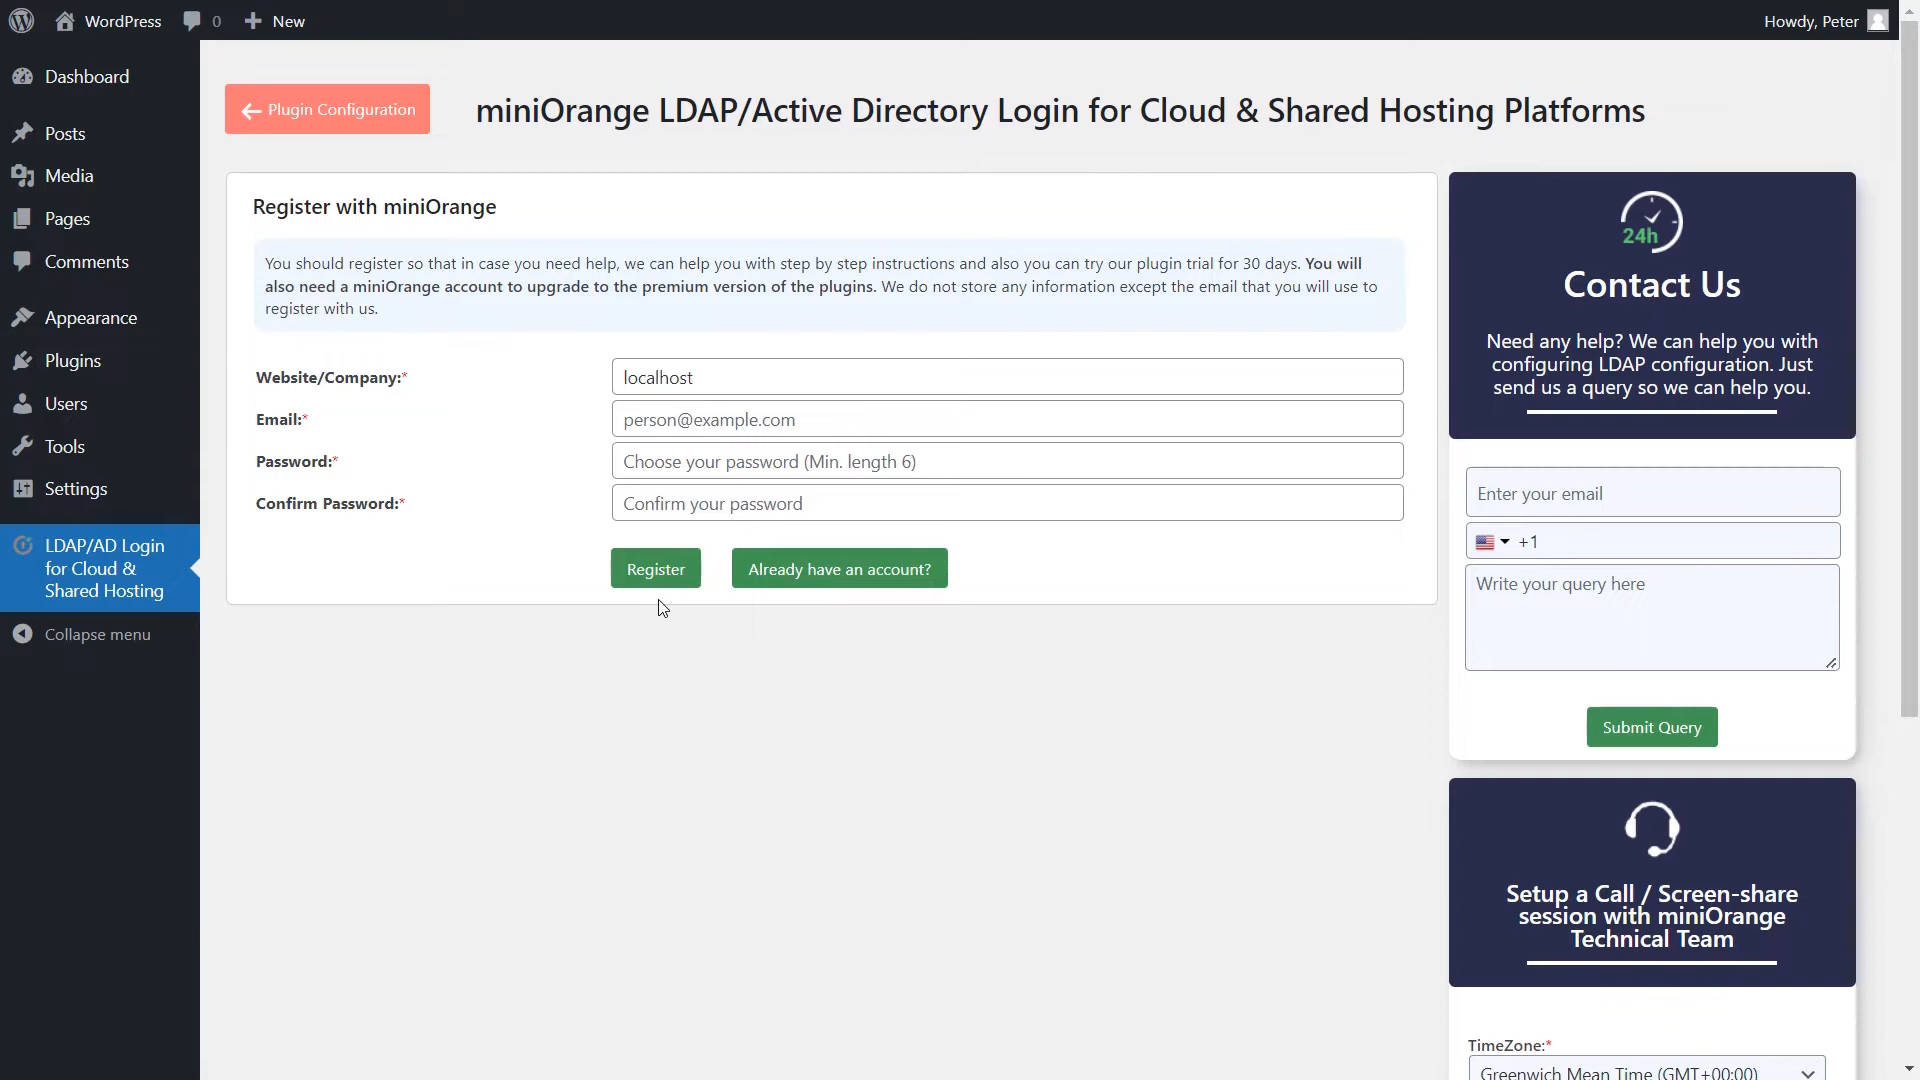 WordPress
0
New
Howdy, Peter
Dashboard
Posts
Media
Pages
Comments
Appearance
Plugins
Users
Tools
Settings
LDAP/AD Login
for Cloud &
Shared Hosting
Collapse menu
Plugin Configuration
miniOrange LDAP/Active Directory Login for Cloud & Shared Hosting Platforms
Register with miniOrange
You should register so that in case you need help, we can help you with step by step instructions and also you can try our plugin trial for 30 days. You will
also need a miniOrange account to upgrade to the premium version of the plugins. We do not store any information except the email that you will use to
register with us.
Website/Company:*
localhost
Email:*
person@example.com
Password:*
Choose your password (Min. length 6)
Confirm Password:*
Confirm your password
Register
Already have an account?
24h
Contact Us
Need any help? We can help you with
configuring LDAP configuration. Just
send us a query so we can help you.
Enter your email
+1
Write your query here
Submit Query
Setup a Call / Screen-share
session with miniOrange
Technical Team
TimeZone:*
Greenwich Mean Time (GMT+00:00)